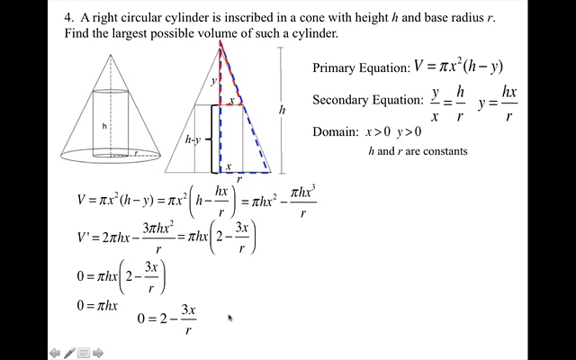 4. A right circular cylinder is inscribed in a cone with height h and base radius r.
Find the largest possible volume of such a cylinder.
Primary Equation: V = πx²(h − y)
Secondary Equation: y/x = h/r   y = hx/r
Domain: x > 0  y > 0
h and r are constants
h
r
y
x
h
h-y
x
r
V = πx²(h − y) = πx²(h − hx/r) = πhx² − πhx³/r
V' = 2πhx − 3πhx²/r = πhx(2 − 3x/r)
0 = πhx(2 − 3x/r)
0 = πhx
0 = 2 − 3x/r